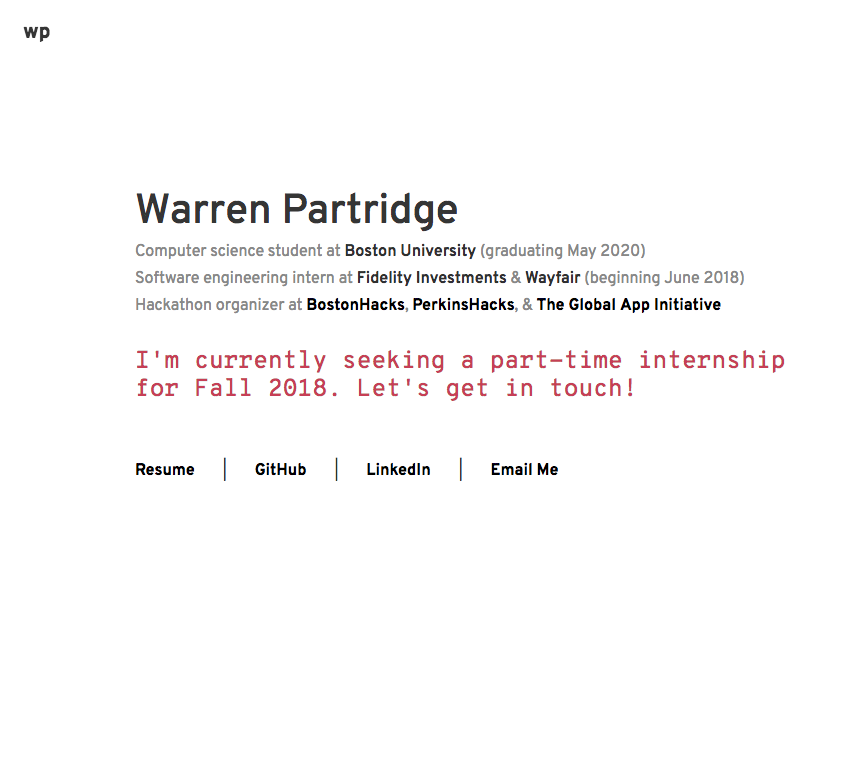 wp
Warren Partridge
Computer science student at Boston University (graduating May 2020)
Software engineering intern at Fidelity Investments & Wayfair (beginning June 2018)
Hackathon organizer at BostonHacks, PerkinsHacks, & The Global App Initiative
I'm currently seeking a part-time internship
for Fall 2018. Let's get in touch!
Resume | GitHub | LinkedIn | Email Me